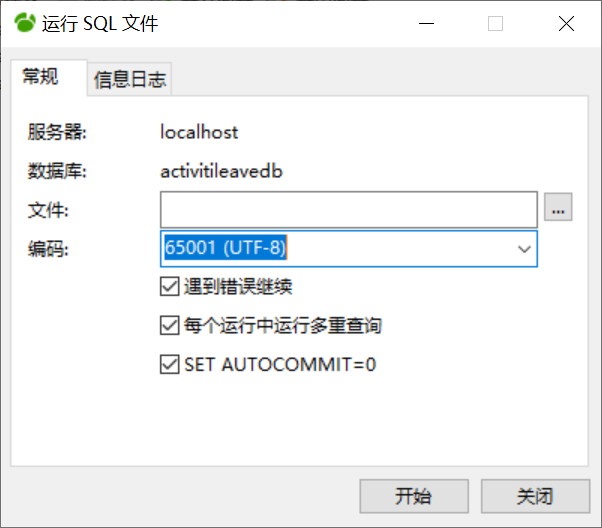 运行 SQL 文件
常规
信息日志
服务器: localhost
数据库: activitileavedb
文件:
...
编码: 65001 (UTF-8)
遇到错误继续
每个运行中运行多重查询
SET AUTOCOMMIT=0
开始
关闭